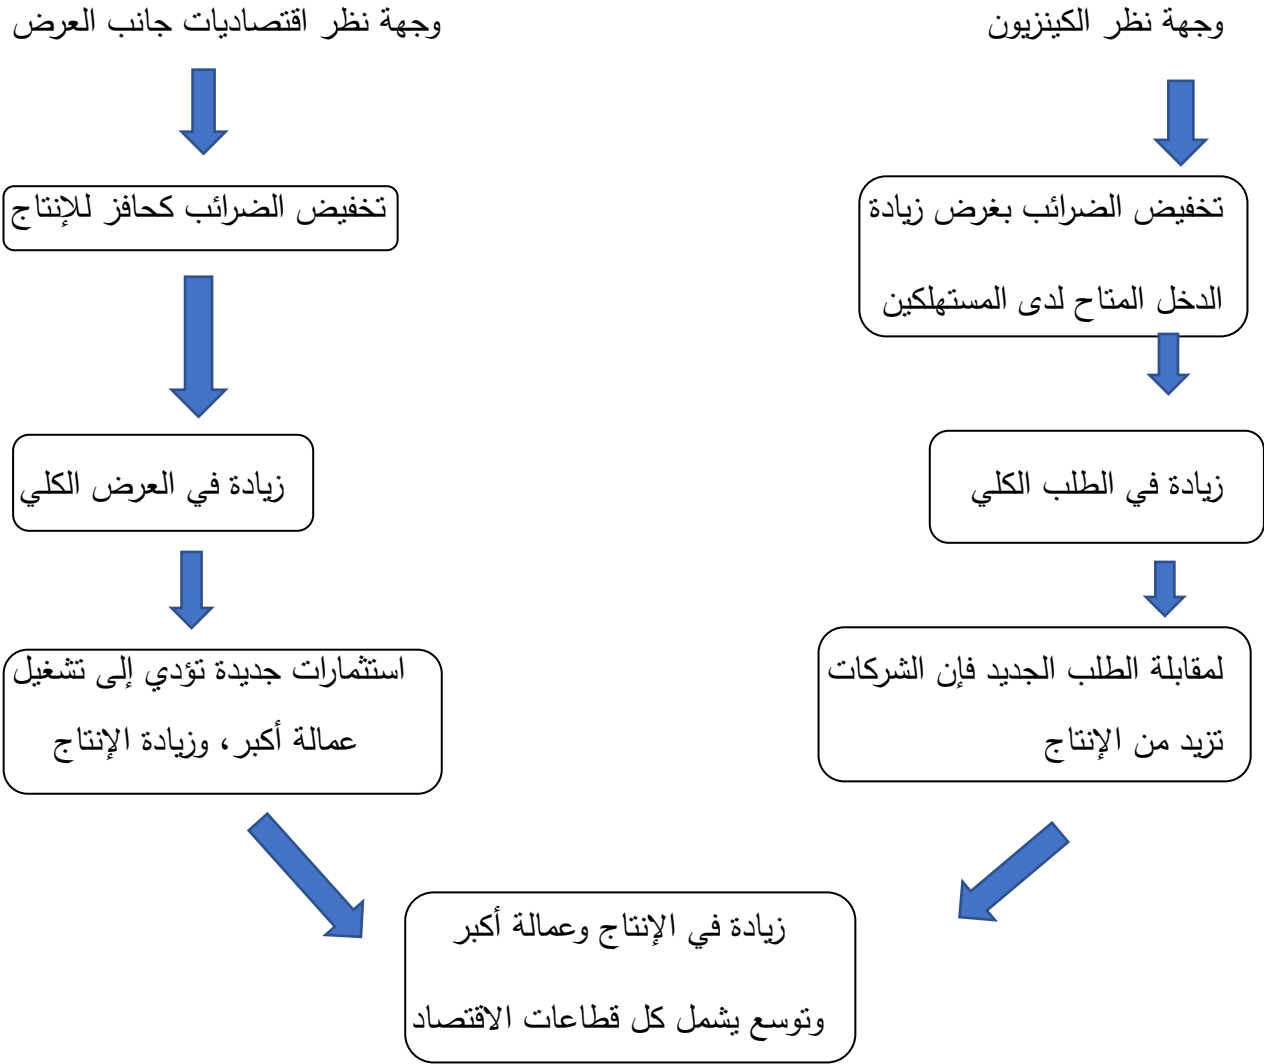 وجهة نظر الكينزيون
وجهة نظر اقتصاديات جانب العرض
تخفيض الضرائب بغرض زيادة
الدخل المتاح لدى المستهلكين
تخفيض الضرائب كحافز للإنتاج
زيادة في الطلب الكلي
زيادة في العرض الكلي
لمقابلة الطلب الجديد فإن الشركات
تزيد من الإنتاج
استثمارات جديدة تؤدي إلى تشغيل
عمالة أكبر، وزيادة الإنتاج
زيادة في الإنتاج وعمالة أكبر
وتوسع يشمل كل قطاعات الاقتصاد